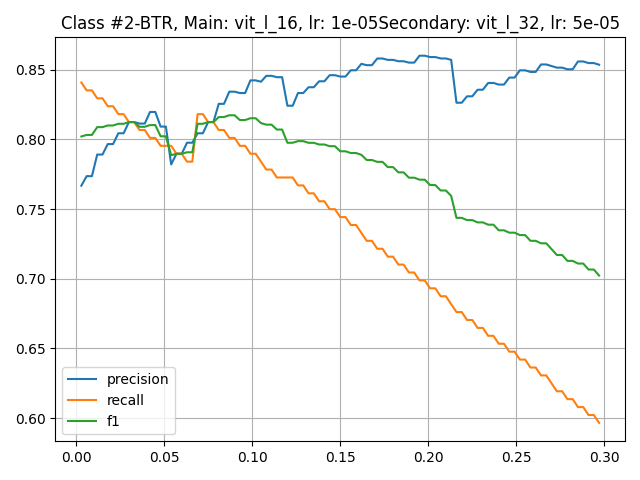 Class #2-BTR, Main: vit_l_16, lr: 1e-05Secondary: vit_l_32, lr: 5e-05
0.85
0.80
0.75
0.70
0.65
0.60
precision
recall
f1
0.00 0.05 0.10 0.15 0.20 0.25 0.30